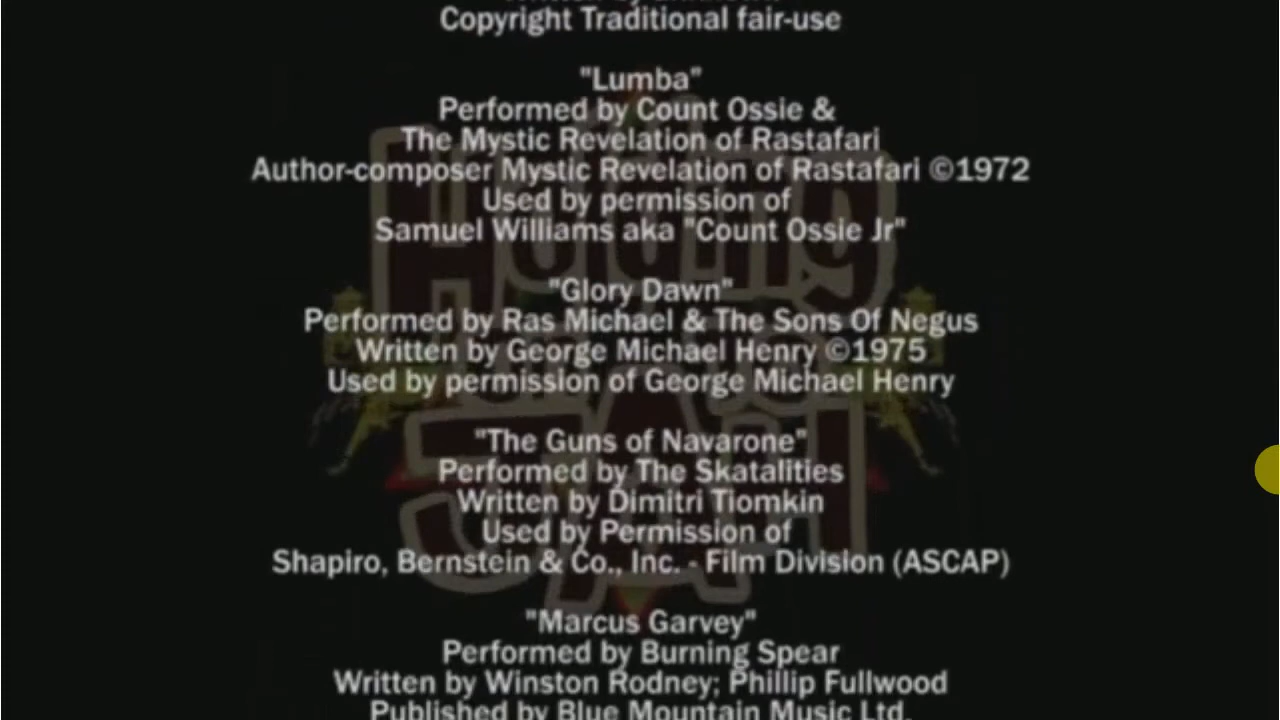 Copyright Traditional fair-use
"Lumba"
Performed by Count Ossie &
The Mystic Revelation of Rastafari
Author-composer Mystic Revelation of Rastafari ©1972
Used by permission of
Samuel Williams aka "Count Ossie Jr"
"Glory Dawn"
Performed by Ras Michael & The Sons Of Negus
Written by George Michael Henry ©1975
Used by permission of George Michael Henry
"The Guns of Navarone"
Performed by The Skatalities
Written by Dimitri Tiomkin
Used by Permission of
Shapiro, Bernstein & Co., Inc. - Film Division (ASCAP)
"Marcus Garvey"
Performed by Burning Spear
Written by Winston Rodney; Phillip Fullwood
Published by Blue Mountain Music Ltd.